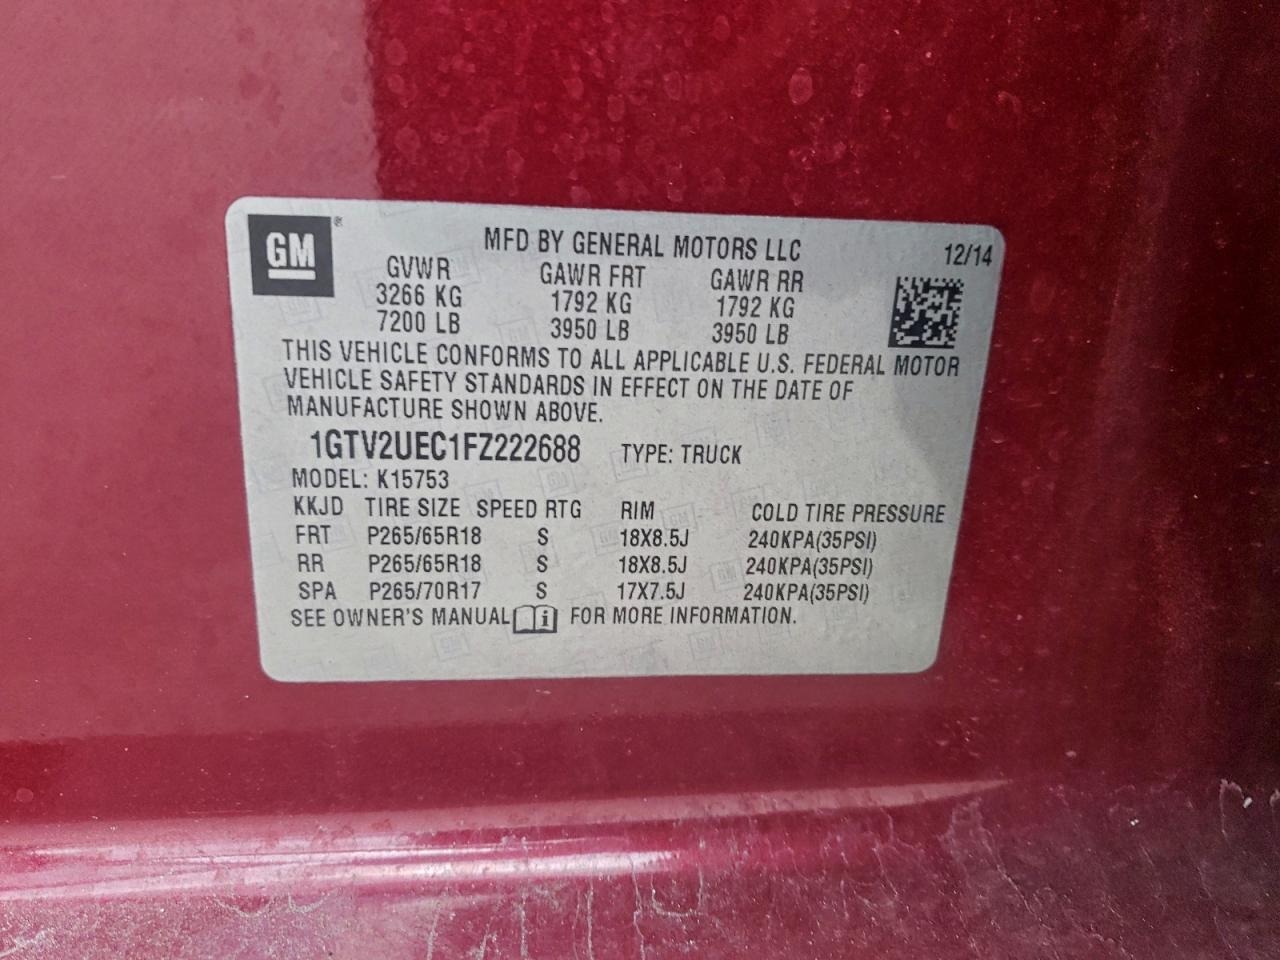 GM ®
MFD BY GENERAL MOTORS LLC 12/14
GVWR GAWR FRT GAWR RR
3266 KG 1792 KG 1792 KG
7200 LB 3950 LB 3950 LB
THIS VEHICLE CONFORMS TO ALL APPLICABLE U.S. FEDERAL MOTOR
VEHICLE SAFETY STANDARDS IN EFFECT ON THE DATE OF
MANUFACTURE SHOWN ABOVE.
1GTV2UEC1FZ222688 TYPE: TRUCK
MODEL: K15753
KKJD TIRE SIZE SPEED RTG RIM COLD TIRE PRESSURE
FRT P265/65R18 S 18X8.5J 240KPA(35PSI)
RR P265/65R18 S 18X8.5J 240KPA(35PSI)
SPA P265/70R17 S 17X7.5J 240KPA(35PSI)
SEE OWNER'S MANUAL i FOR MORE INFORMATION.